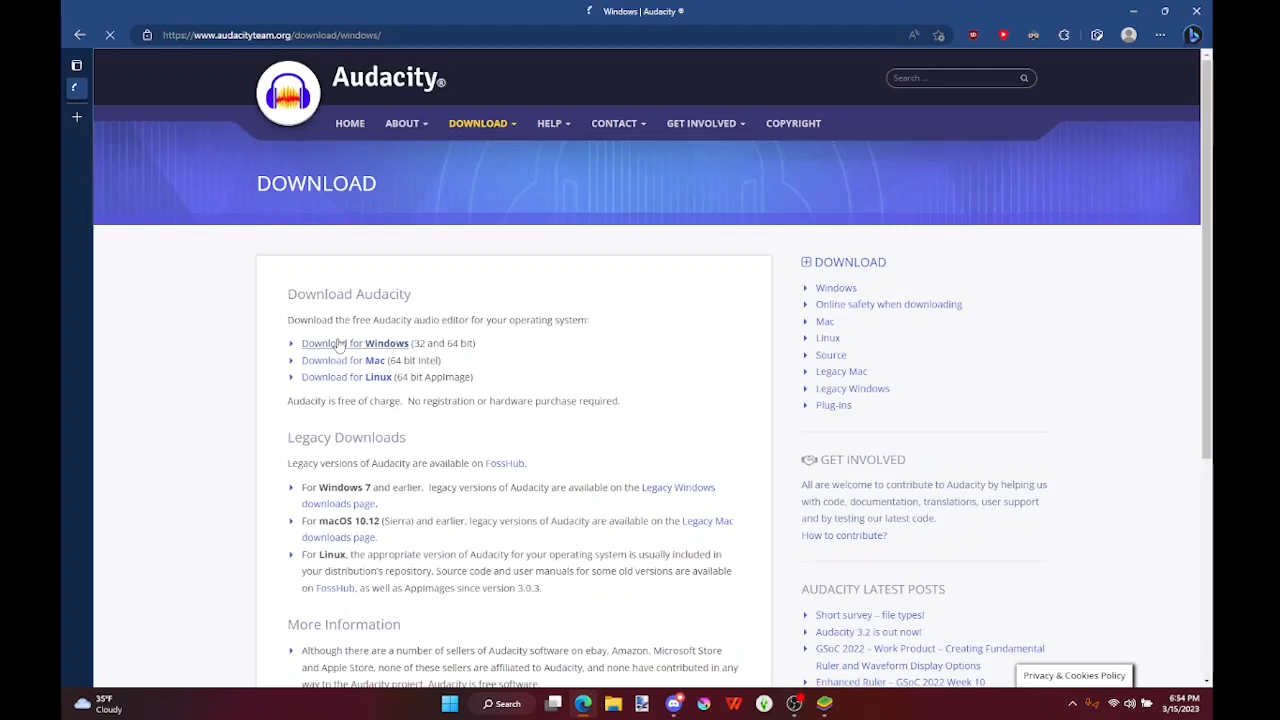 Windows | Audacity ®
https://www.audacityteam.org/download/windows/
Audacity®
Search ...
HOME ABOUT DOWNLOAD HELP CONTACT GET INVOLVED COPYRIGHT
DOWNLOAD
Download Audacity
Download the free Audacity audio editor for your operating system:
Download for Windows (32 and 64 bit)
Download for Mac (64 bit Intel)
Download for Linux (64 bit AppImage)
Audacity is free of charge. No registration or hardware purchase required.
Legacy Downloads
Legacy versions of Audacity are available on FossHub.
For Windows 7 and earlier, legacy versions of Audacity are available on the Legacy Windows
downloads page.
For macOS 10.12 (Sierra) and earlier, legacy versions of Audacity are available on the Legacy Mac
downloads page.
For Linux, the appropriate version of Audacity for your operating system is usually included in
your distribution's repository. Source code and user manuals for some old versions are available
on FossHub, as well as AppImages since version 3.0.3.
More Information
Although there are a number of sellers of Audacity software on ebay, Amazon, Microsoft Store
and Apple Store, none of these sellers are affiliated to Audacity, and none have contributed in any
way to the Audacity project. Audacity is free software.
DOWNLOAD
Windows
Online safety when downloading
Mac
Linux
Source
Legacy Mac
Legacy Windows
Plug-Ins
GET INVOLVED
All are welcome to contribute to Audacity by helping us
with code, documentation, translations, user support
and by testing our latest code.
How to contribute?
AUDACITY LATEST POSTS
Short survey – file types!
Audacity 3.2 is out now!
GSoC 2022 – Work Product – Creating Fundamental
Ruler and Waveform Display Options
Enhanced Ruler – GSoC 2022 Week 10
Privacy & Cookies Policy
35°F
Cloudy
Search
6:54 PM
3/15/2023